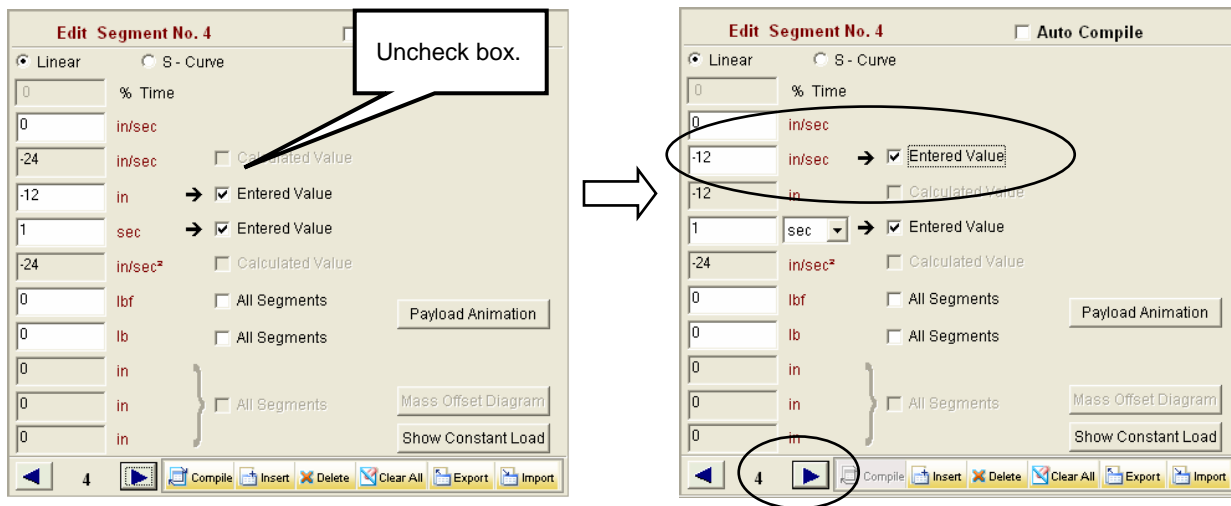 Edit Segment No. 4
Uncheck box.
Linear S - Curve
0 % Time
0 in/sec
-24 in/sec Calculated Value
-12 in → Entered Value
1 sec → Entered Value
-24 in/sec² Calculated Value
0 lbf All Segments
Payload Animation
0 lb All Segments
0 in
0 in All Segments
Mass Offset Diagram
0 in
Show Constant Load
4 Compile Insert Delete Clear All Export Import
Edit Segment No. 4 Auto Compile
Linear S - Curve
0 % Time
0 in/sec
-12 in/sec → Entered Value
-12 in Calculated Value
1 sec → Entered Value
-24 in/sec² Calculated Value
0 lbf All Segments
Payload Animation
0 lb All Segments
0 in
0 in All Segments
Mass Offset Diagram
0 in
Show Constant Load
4 Compile Insert Delete Clear All Export Import